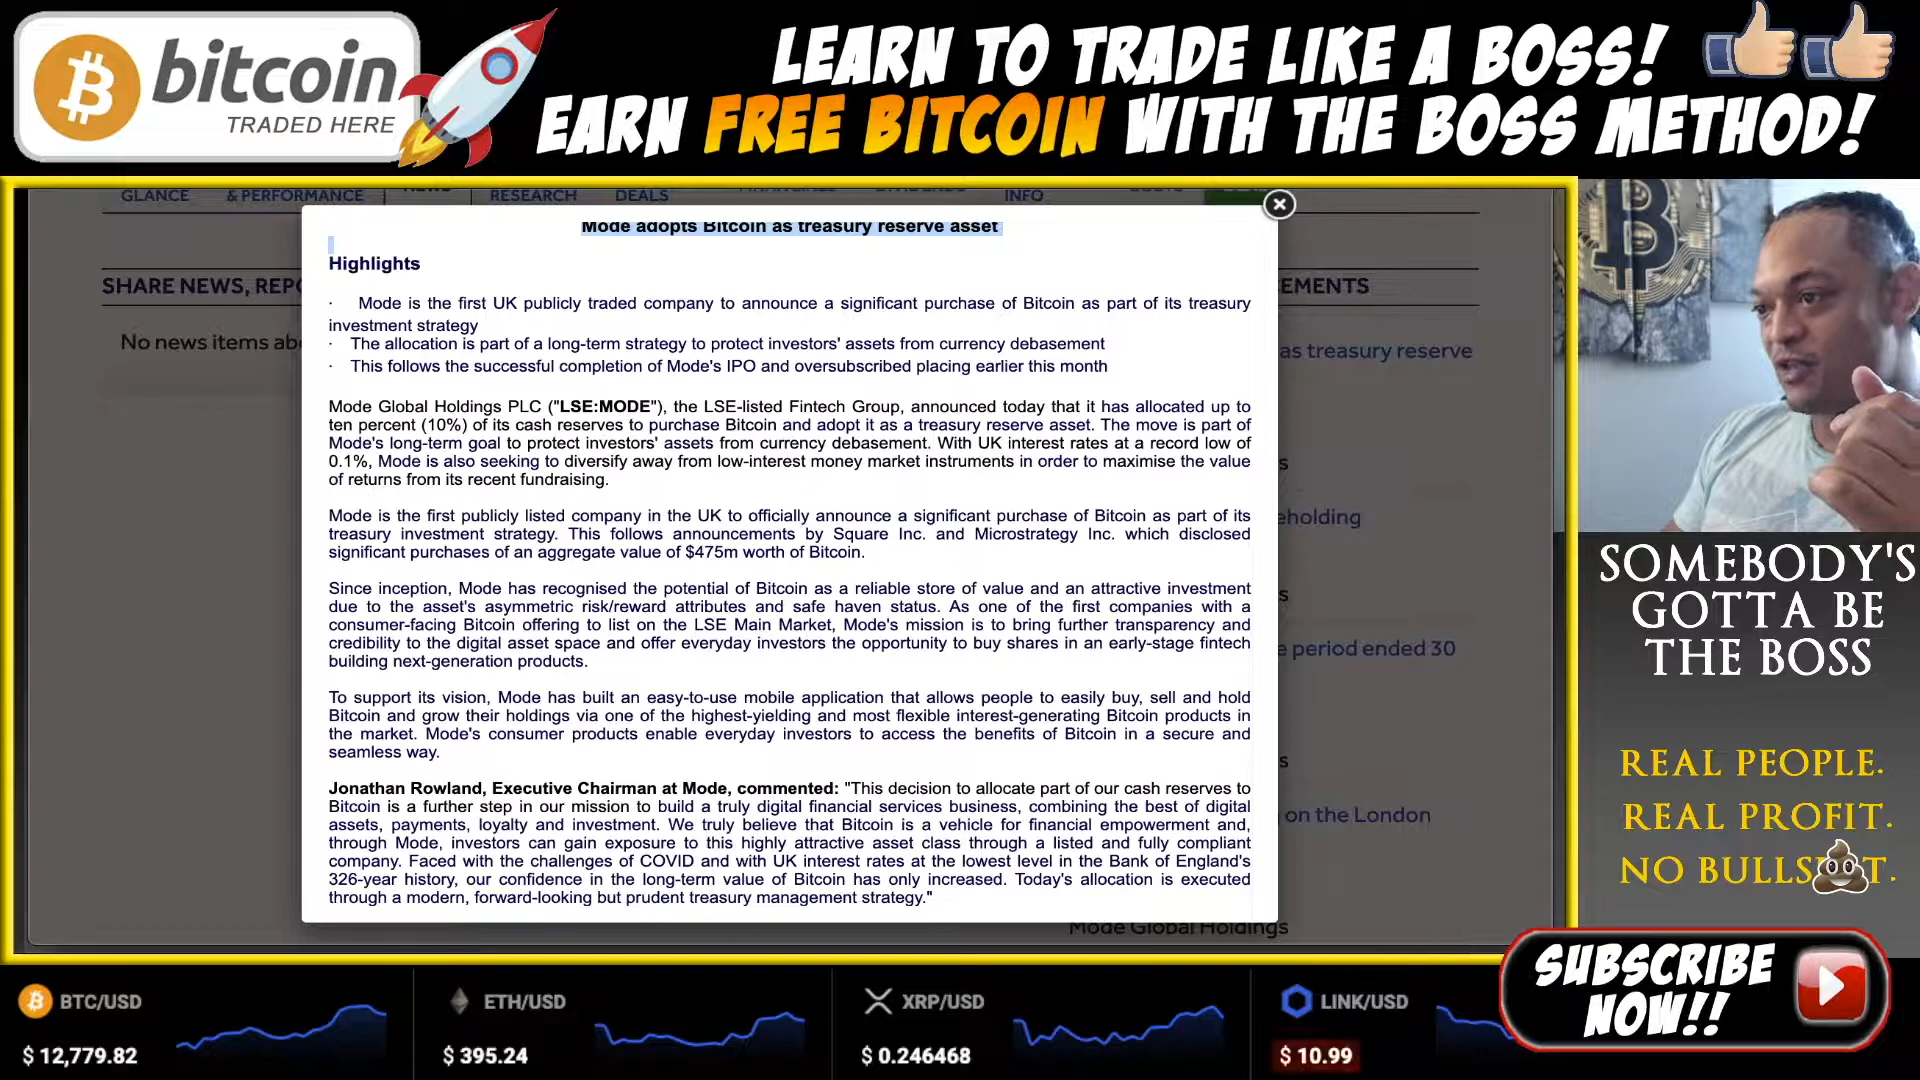 bitcoin
TRADED HERE
LEARN TO TRADE LIKE A BOSS!
EARN FREE BITCOIN WITH THE BOSS METHOD!
GLANCE
& PERFORMANCE
NEWS
RESEARCH
DEALS
INFO
Mode adopts Bitcoin as treasury reserve asset
Highlights
SHARE NEWS, REPO
EMENTS
· Mode is the first UK publicly traded company to announce a significant purchase of Bitcoin as part of its treasury
investment strategy
· The allocation is part of a long-term strategy to protect investors' assets from currency debasement
· This follows the successful completion of Mode's IPO and oversubscribed placing earlier this month
No news items abo
as treasury reserve
Mode Global Holdings PLC ("LSE:MODE"), the LSE-listed Fintech Group, announced today that it has allocated up to
ten percent (10%) of its cash reserves to purchase Bitcoin and adopt it as a treasury reserve asset. The move is part of
Mode's long-term goal to protect investors' assets from currency debasement. With UK interest rates at a record low of
0.1%, Mode is also seeking to diversify away from low-interest money market instruments in order to maximise the value
of returns from its recent fundraising.
s
Mode is the first publicly listed company in the UK to officially announce a significant purchase of Bitcoin as part of its
treasury investment strategy. This follows announcements by Square Inc. and Microstrategy Inc. which disclosed
significant purchases of an aggregate value of $475m worth of Bitcoin.
eholding
Since inception, Mode has recognised the potential of Bitcoin as a reliable store of value and an attractive investment
due to the asset's asymmetric risk/reward attributes and safe haven status. As one of the first companies with a
consumer-facing Bitcoin offering to list on the LSE Main Market, Mode's mission is to bring further transparency and
credibility to the digital asset space and offer everyday investors the opportunity to buy shares in an early-stage fintech
building next-generation products.
s
e period ended 30
To support its vision, Mode has built an easy-to-use mobile application that allows people to easily buy, sell and hold
Bitcoin and grow their holdings via one of the highest-yielding and most flexible interest-generating Bitcoin products in
the market. Mode's consumer products enable everyday investors to access the benefits of Bitcoin in a secure and
seamless way.
s
Jonathan Rowland, Executive Chairman at Mode, commented: "This decision to allocate part of our cash reserves to
Bitcoin is a further step in our mission to build a truly digital financial services business, combining the best of digital
assets, payments, loyalty and investment. We truly believe that Bitcoin is a vehicle for financial empowerment and,
through Mode, investors can gain exposure to this highly attractive asset class through a listed and fully compliant
company. Faced with the challenges of COVID and with UK interest rates at the lowest level in the Bank of England's
326-year history, our confidence in the long-term value of Bitcoin has only increased. Today's allocation is executed
through a modern, forward-looking but prudent treasury management strategy."
on the London
Mode Global Holdings
SOMEBODY'S
GOTTA BE
THE BOSS
REAL PEOPLE.
REAL PROFIT.
NO BULLS T.
SUBSCRIBE
NOW!!
BTC/USD
$ 12,779.82
ETH/USD
$ 395.24
XRP/USD
$ 0.246468
LINK/USD
$ 10.99